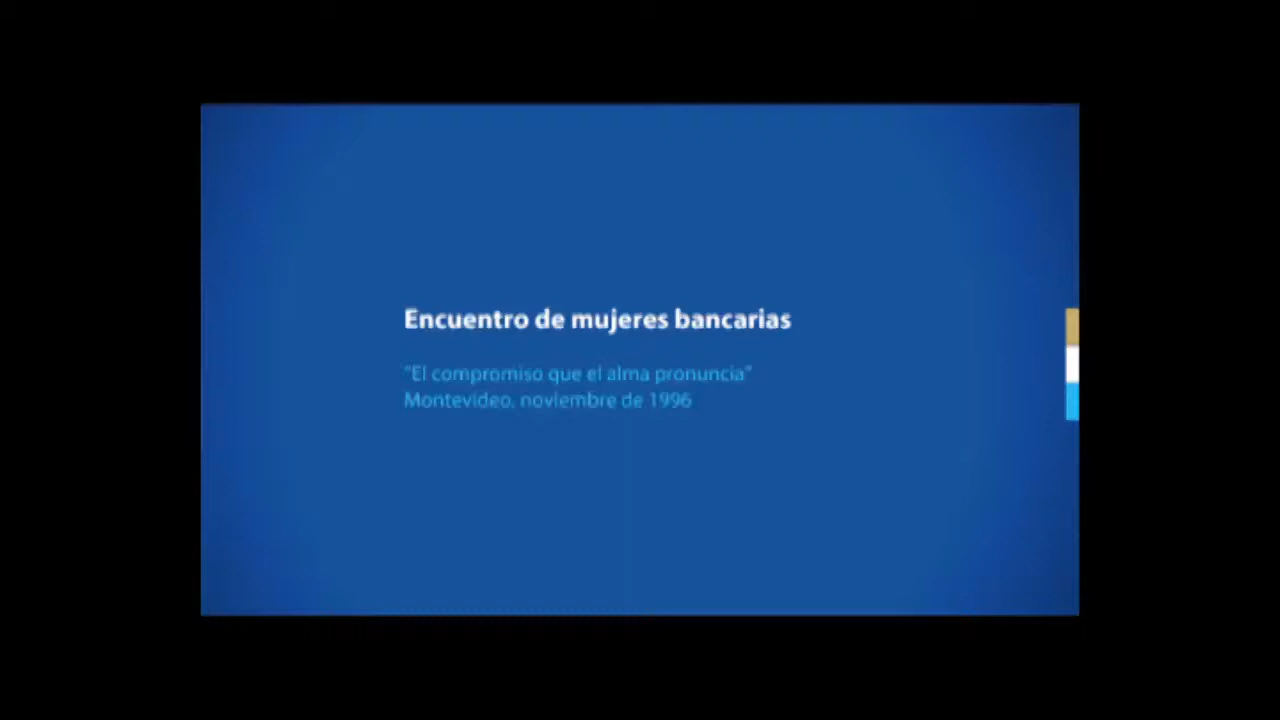 Encuentro de mujeres bancarias
"El compromiso que el alma pronuncia"
Montevideo, noviembre de 1996